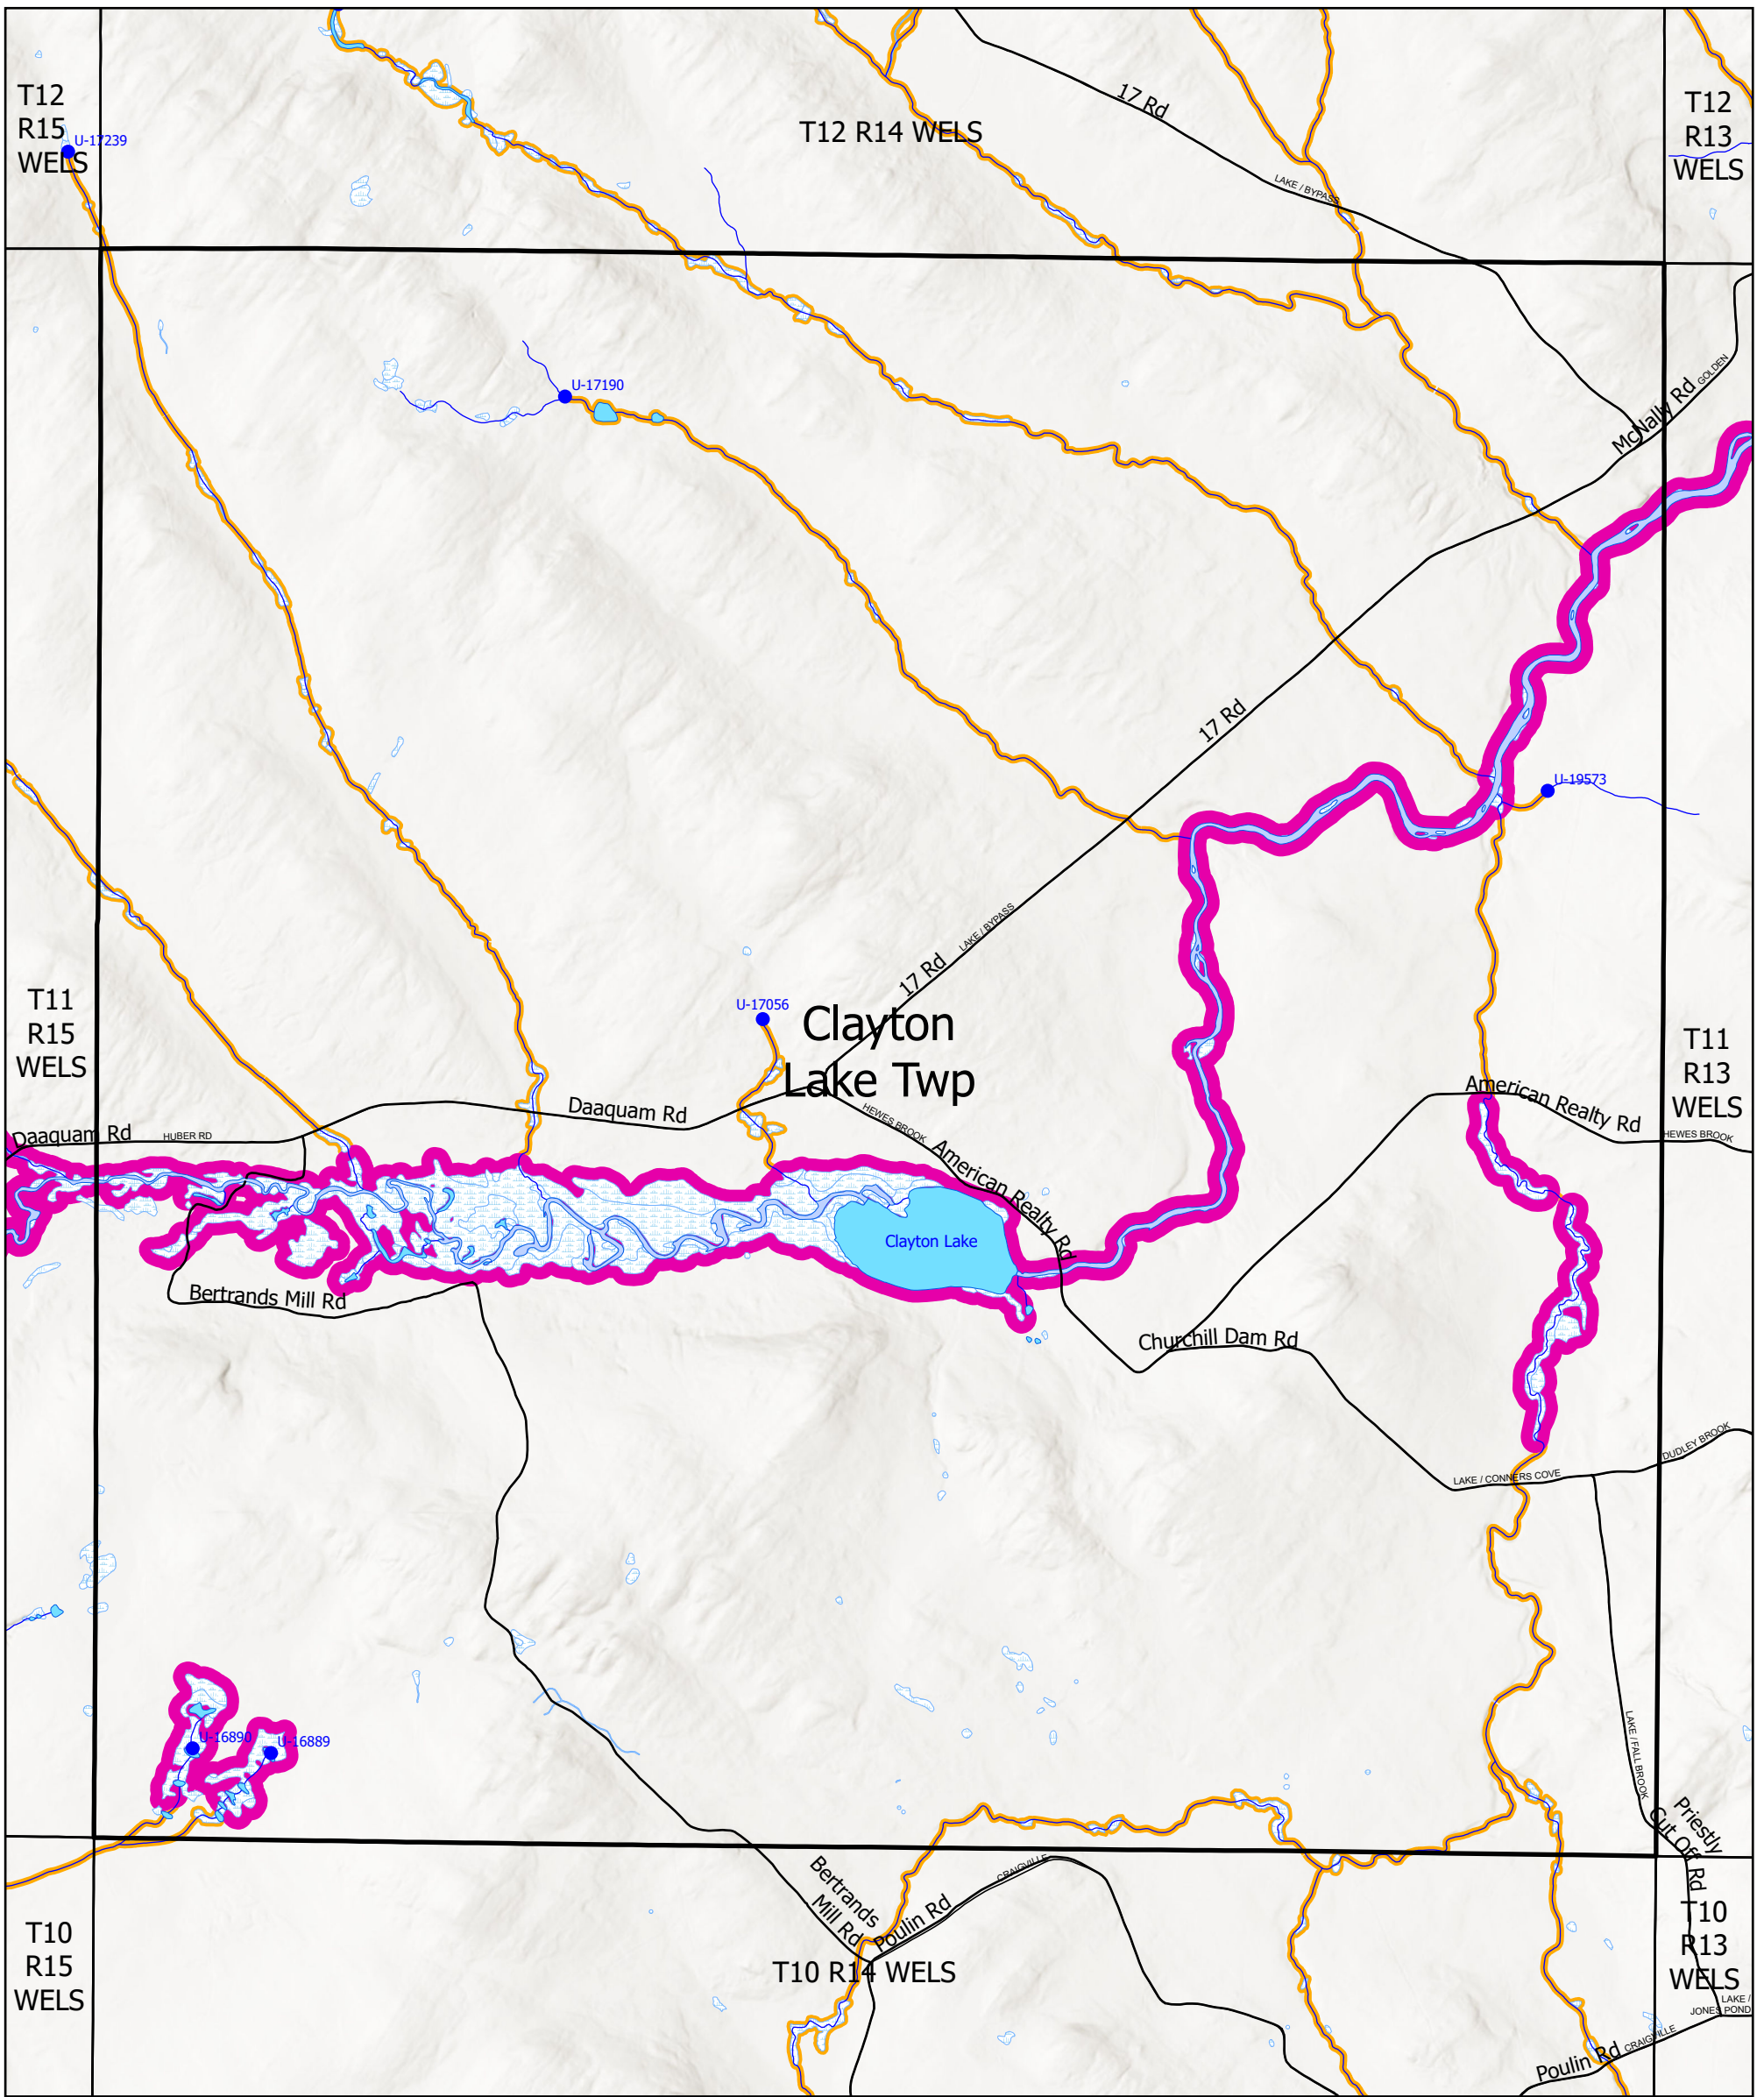 T12
R15
WELS
U-17239
17 Rd
T12 R14 WELS
T12
R13
WELS
LAKE / BYPASS
U-17190
McNally Rd
GOLDEN
17 Rd
U-19573
LAKE / BYPASS
17 Rd
U-17056
Clayton
Lake Twp
T11
R15
WELS
T11
R13
WELS
Daaquam Rd
HUBER RD
Daaquam Rd
HEWES BROOK
American Realty Rd
American Realty Rd
HEWES BROOK
Clayton Lake
Bertrands Mill Rd
Churchill Dam Rd
LAKE / CONNERS COVE
DUDLEY BROOK
U-16890
U-16889
LAKE / FALL BROOK
Priestly
Cut Off Rd
Bertrands
Mill Rd
Poulin Rd
CRAIGVILLE
T10
R15
WELS
T10 R14 WELS
T10
R13
WELS
LAKE /
JONES POND
Poulin Rd
CRAIGVILLE